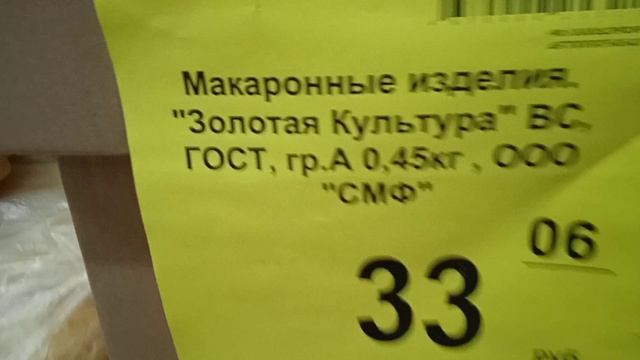 Макаронные изделия.
"Золотая Культура" ВС,
ГОСТ, гр.А 0,45кг , ООО
"СМФ"
33 06